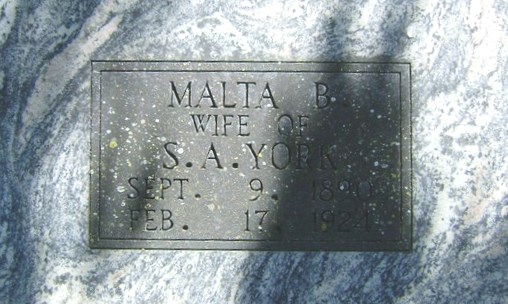 MALTA B.
WIFE OF
S.A.YORK
SEPT. 9. 1890
FEB. 17. 1924